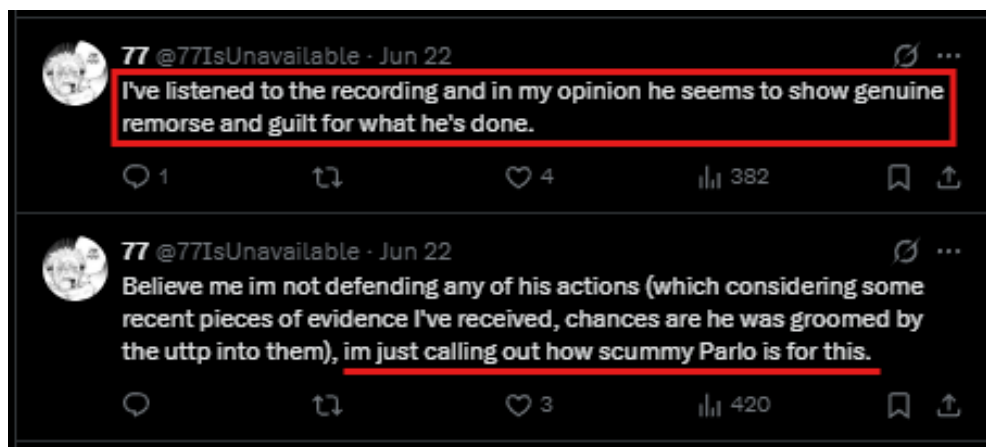 77 @77IsUnavailable · Jun 22
I've listened to the recording and in my opinion he seems to show genuine
remorse and guilt for what he's done.
1 4 382
77 @77IsUnavailable · Jun 22
Believe me im not defending any of his actions (which considering some
recent pieces of evidence I've received, chances are he was groomed by
the uttp into them), im just calling out how scummy Parlo is for this.
3 420